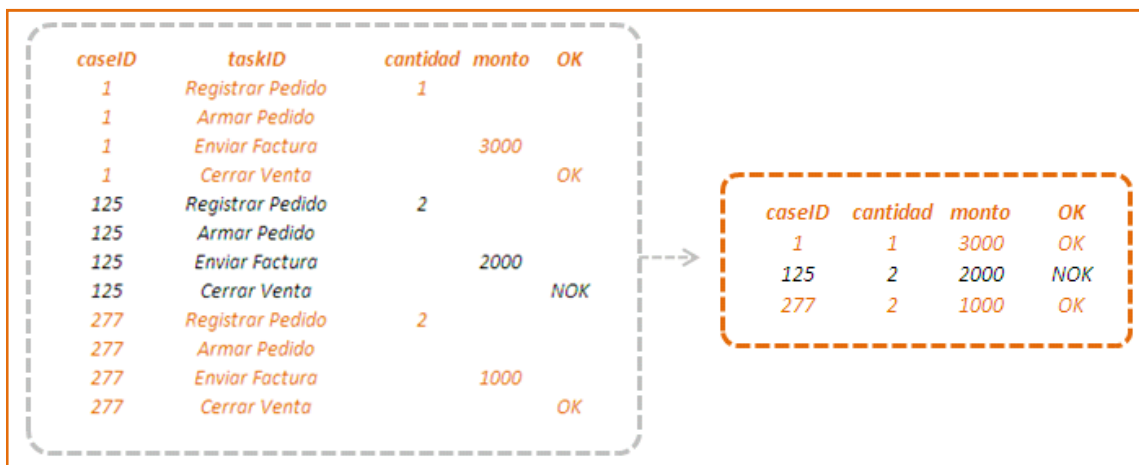 caseID taskID cantidad monto OK
1 Registrar Pedido 1
1 Armar Pedido
1 Enviar Factura 3000
1 Cerrar Venta OK
125 Registrar Pedido 2
125 Armar Pedido
125 Enviar Factura 2000
125 Cerrar Venta NOK
277 Registrar Pedido 2
277 Armar Pedido
277 Enviar Factura 1000
277 Cerrar Venta OK
caseID cantidad monto OK
1 1 3000 OK
125 2 2000 NOK
277 2 1000 OK